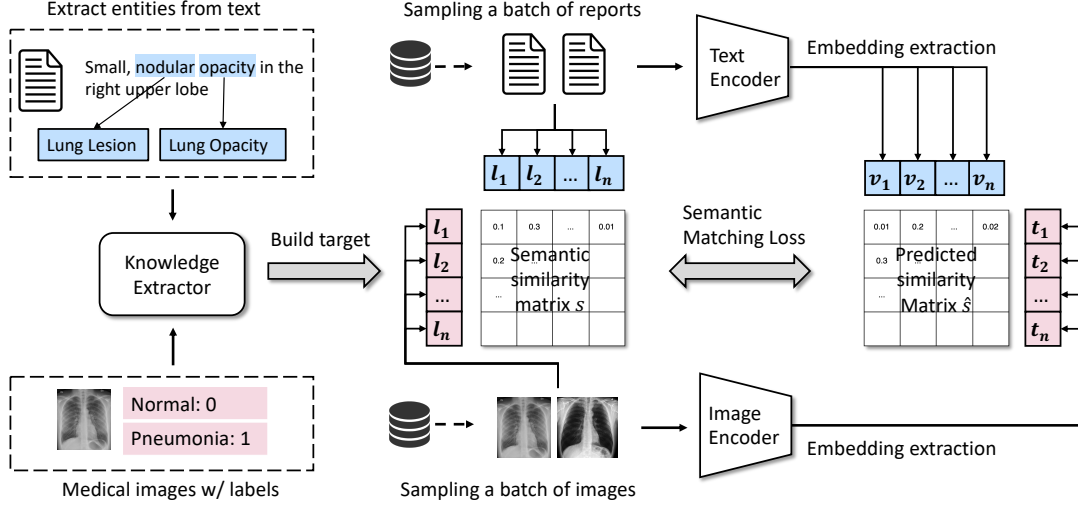 Extract entities from text
Small, nodular opacity in the
right upper lobe
Lung Lesion
Lung Opacity
Knowledge
Extractor
Normal: 0
Pneumonia: 1
Medical images w/ labels
Build target
Sampling a batch of reports
l₁ l₂ ... lₙ
l₁
l₂
...
lₙ
0.1 0.3 ... 0.01
0.2 ...
...
Semantic
similarity
matrix s
Sampling a batch of images
Semantic
Matching Loss
Text
Encoder
Embedding extraction
v₁ v₂ ... vₙ
0.01 0.2 ... 0.02
0.3 ...
...
Predicted
similarity
Matrix ŝ
t₁
t₂
...
tₙ
Image
Encoder
Embedding extraction